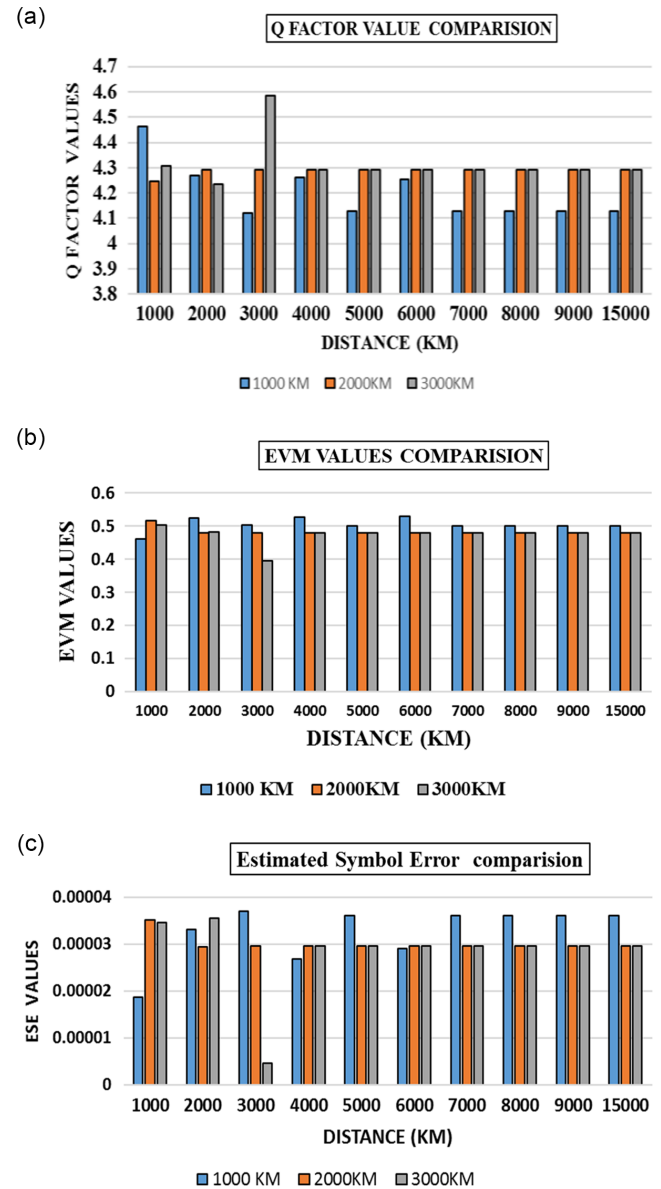 (a)
Q FACTOR VALUE COMPARISION
4.7
4.6
4.5
4.4
4.3
4.2
4.1
4
3.9
3.8
Q FACTOR VALUES
1000 2000 3000 4000 5000 6000 7000 8000 9000 15000
DISTANCE (KM)
1000 KM 2000KM 3000KM
(b)
EVM VALUES COMPARISION
0.6
0.5
0.4
0.3
0.2
0.1
0
EVM VALUES
1000 2000 3000 4000 5000 6000 7000 8000 9000 15000
DISTANCE (KM)
1000 KM 2000KM 3000KM
(c)
Estimated Symbol Error comparision
0.00004
0.00003
0.00002
0.00001
0
ESE VALUES
1000 2000 3000 4000 5000 6000 7000 8000 9000 15000
DISTANCE (KM)
1000 KM 2000KM 3000KM